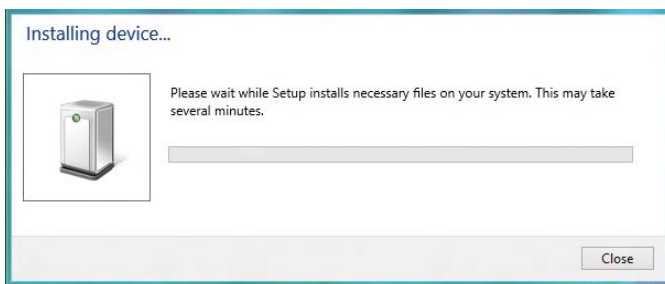 Installing device...
Please wait while Setup installs necessary files on your system. This may take
several minutes.
Close